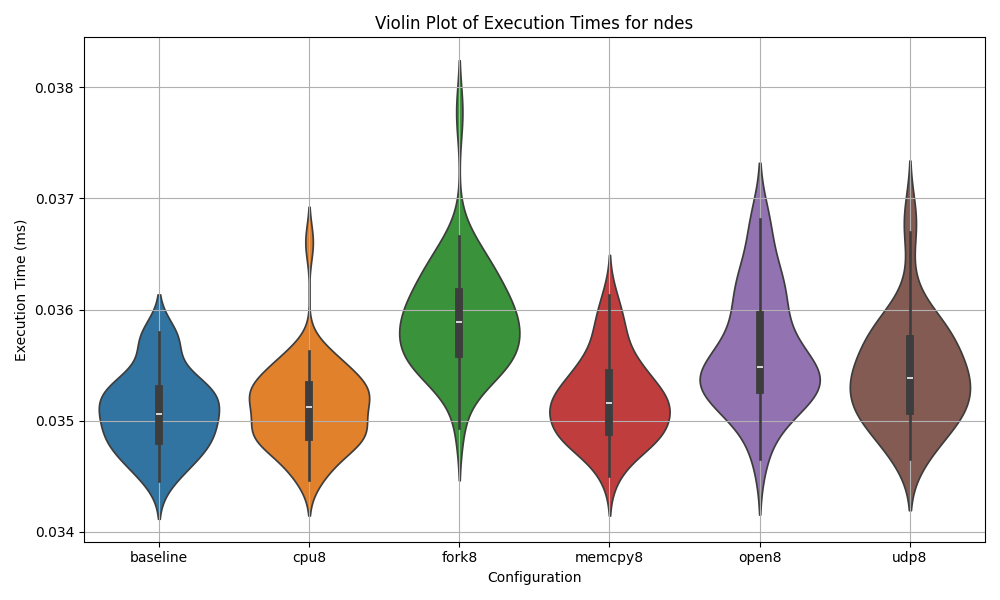 Violin Plot of Execution Times for ndes
Execution Time (ms)
0.038
0.037
0.036
0.035
0.034
baseline
cpu8
fork8
memcpy8
open8
udp8
Configuration